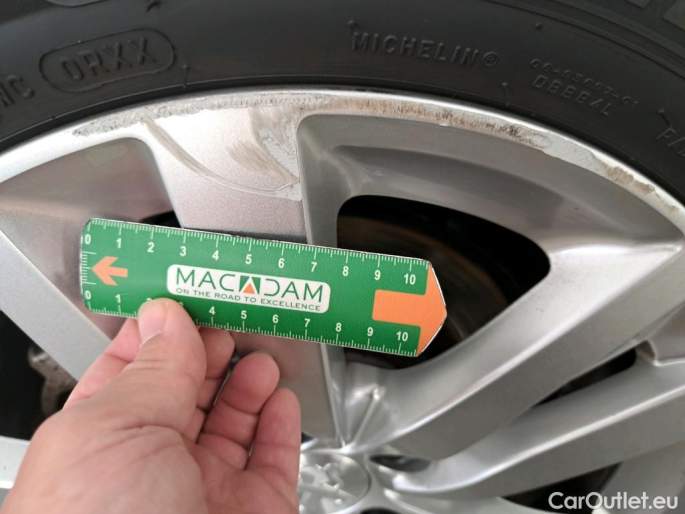 ORXX
MICHELIN®
0 1 2 3 4 5 6 7 8 9 10
MACADAM
ON THE ROAD TO EXCELLENCE
0 1 2 3 4 5 6 7 8 9 10
CarOutlet.eu